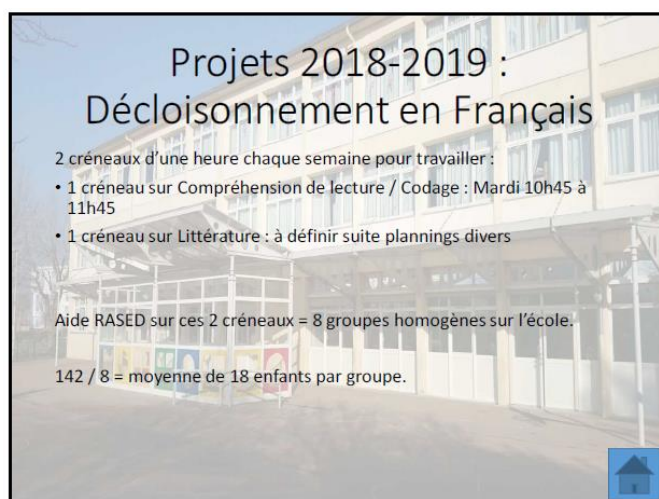 Projets 2018-2019 :
Décloisonnement en Français
2 créneaux d'une heure chaque semaine pour travailler :
• 1 créneau sur Compréhension de lecture / Codage : Mardi 10h45 à
11h45
• 1 créneau sur Littérature : à définir suite plannings divers
Aide RASED sur ces 2 créneaux = 8 groupes homogènes sur l'école.
142 / 8 = moyenne de 18 enfants par groupe.